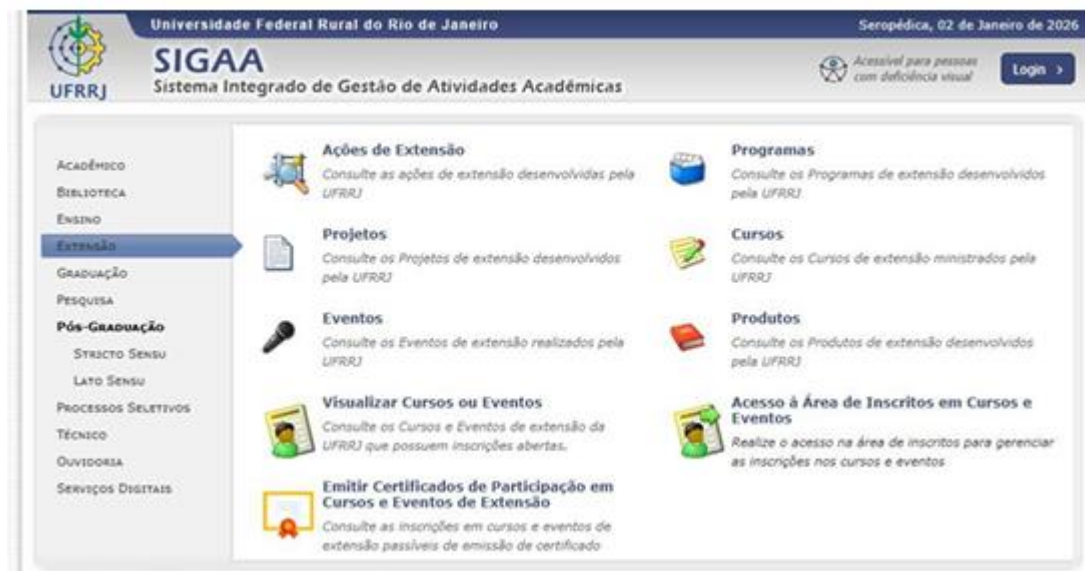 Universidade Federal Rural do Rio de Janeiro
Seropédica, 02 de Janeiro de 2026
UFRRJ
SIGAA
Sistema Integrado de Gestão de Atividades Acadêmicas
Acessível para pessoas
com deficiência visual
Login >
Acadêmico
Biblioteca
Ensino
Extensão
Graduação
Pesquisa
Pós-Graduação
Stricto Sensu
Lato Sensu
Processos Seletivos
Técnico
Ouvidoria
Serviços Digitais
Ações de Extensão
Consulte as ações de extensão desenvolvidas pela
UFRRJ
Programas
Consulte os Programas de extensão desenvolvidos
pela UFRRJ
Projetos
Consulte os Projetos de extensão desenvolvidos
pela UFRRJ
Cursos
Consulte os Cursos de extensão ministrados pela
UFRRJ
Eventos
Consulte os Eventos de extensão realizados pela
UFRRJ
Produtos
Consulte os Produtos de extensão desenvolvidos
pela UFRRJ
Visualizar Cursos ou Eventos
Consulte os Cursos e Eventos de extensão da
UFRRJ que possuem inscrições abertas.
Acesso à Área de Inscritos em Cursos e
Eventos
Realize o acesso na área de inscritos para gerenciar
as inscrições nos cursos e eventos
Emitir Certificados de Participação em
Cursos e Eventos de Extensão
Consulte as inscrições em cursos e eventos de
extensão passíveis de emissão de certificado